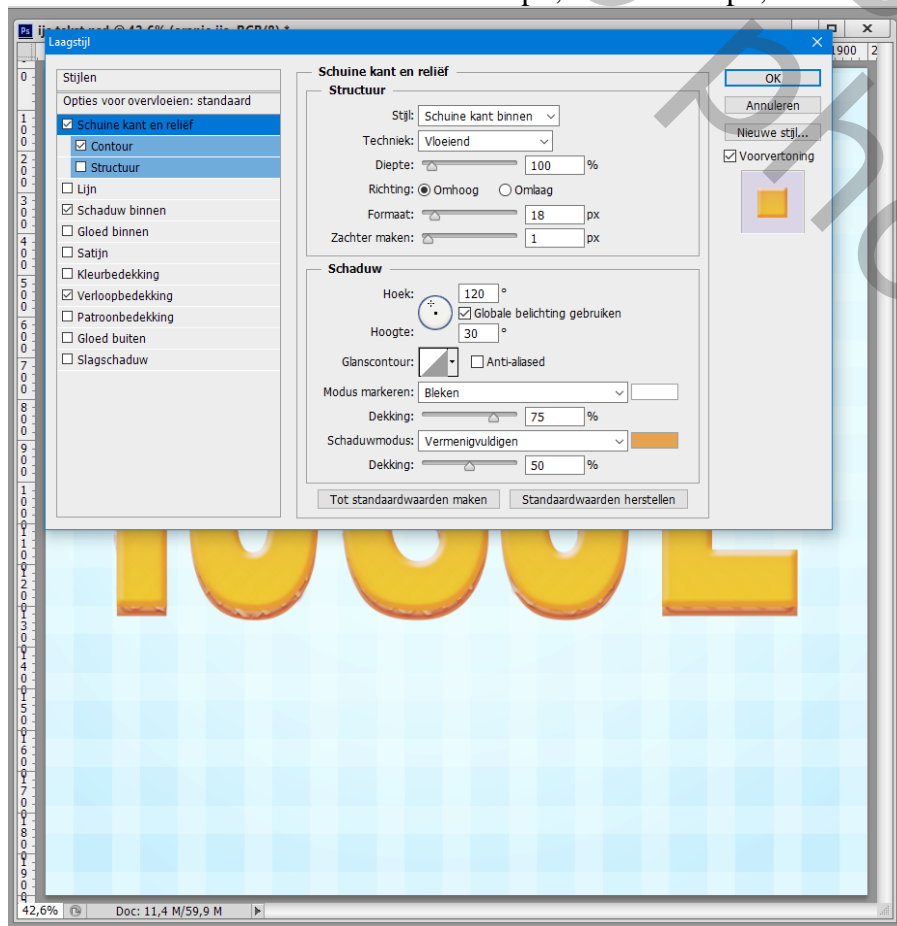 Laagstijl
Stijlen
Opties voor overvloeien: standaard
Schuine kant en reliëf
Contour
Structuur
Lijn
Schaduw binnen
Gloed binnen
Satijn
Kleurbedekking
Verloopbedekking
Patroonbedekking
Gloed buiten
Slagschaduw
Schuine kant en reliëf
Structuur
Stijl: Schuine kant binnen
Techniek: Vloeiend
Diepte: 100 %
Richting: Omhoog Omlaag
Formaat: 18 px
Zachter maken: 1 px
Schaduw
Hoek: 120 °
Globale belichting gebruiken
Hoogte: 30 °
Glanscontour: Anti-aliased
Modus markeren: Bleken
Dekking: 75 %
Schaduwmodus: Vermenigvuldigen
Dekking: 50 %
Tot standaardwaarden maken Standaardwaarden herstellen
OK
Annuleren
Nieuwe stijl...
Voorvertoning
1900 2
42,6% Doc: 11,4 M/59,9 M